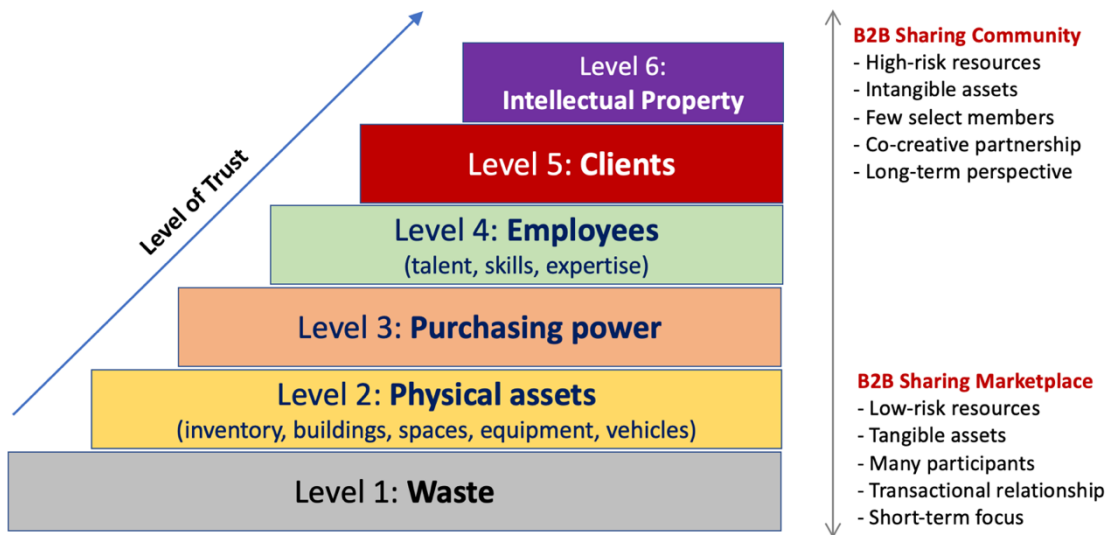 Level of Trust
Level 6:
Intellectual Property
Level 5: Clients
Level 4: Employees
(talent, skills, expertise)
Level 3: Purchasing power
Level 2: Physical assets
(inventory, buildings, spaces, equipment, vehicles)
Level 1: Waste
B2B Sharing Community
- High-risk resources
- Intangible assets
- Few select members
- Co-creative partnership
- Long-term perspective
B2B Sharing Marketplace
- Low-risk resources
- Tangible assets
- Many participants
- Transactional relationship
- Short-term focus